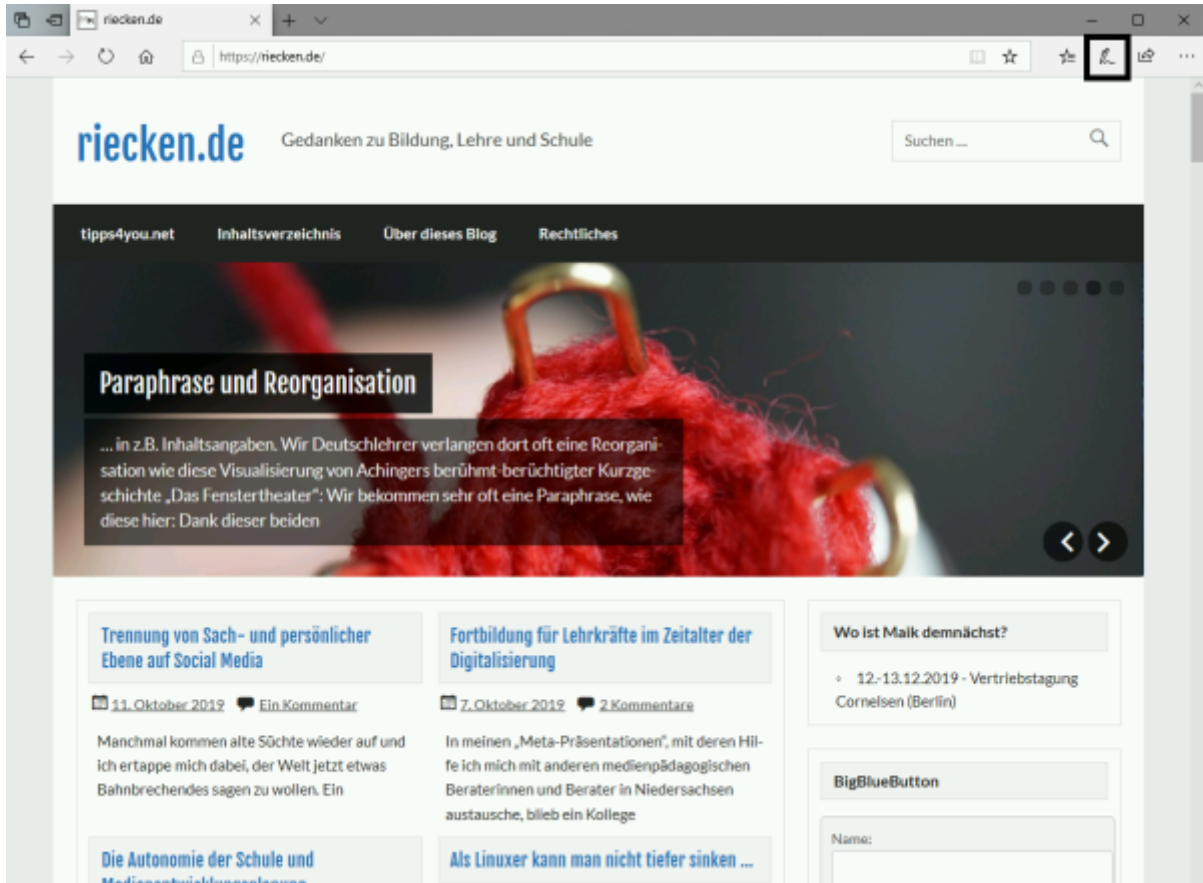 riecken.de
https://riecken.de/
riecken.de
Gedanken zu Bildung, Lehre und Schule
Suchen ...
tipps4you.net
Inhaltsverzeichnis
Über dieses Blog
Rechtliches
Paraphrase und Reorganisation
... in z.B. Inhaltsangaben. Wir Deutschlehrer verlangen dort oft eine Reorgani-
sation wie diese Visualisierung von Achingers berühmt-berüchtigter Kurzge-
schichte „Das Fenstertheater“: Wir bekommen sehr oft eine Paraphrase, wie
diese hier: Dank dieser beiden
Trennung von Sach- und persönlicher
Ebene auf Social Media
11. Oktober 2019 Ein Kommentar
Manchmal kommen alte Süchte wieder auf und
ich ertappe mich dabei, der Welt jetzt etwas
Bahnbrechendes sagen zu wollen. Ein
Fortbildung für Lehrkräfte im Zeitalter der
Digitalisierung
7. Oktober 2019 2 Kommentare
In meinen „Meta-Präsentationen“, mit deren Hil-
fe ich mich mit anderen medienpädagogischen
Beraterinnen und Berater in Niedersachsen
austausche, blieb ein Kollege
Die Autonomie der Schule und
Medienentwicklungsplanung
Als Linuxer kann man nicht tiefer sinken ...
Wo ist Maik demnächst?
12.-13.12.2019 - Vertriebstagung
Cornelsen (Berlin)
BigBlueButton
Name: